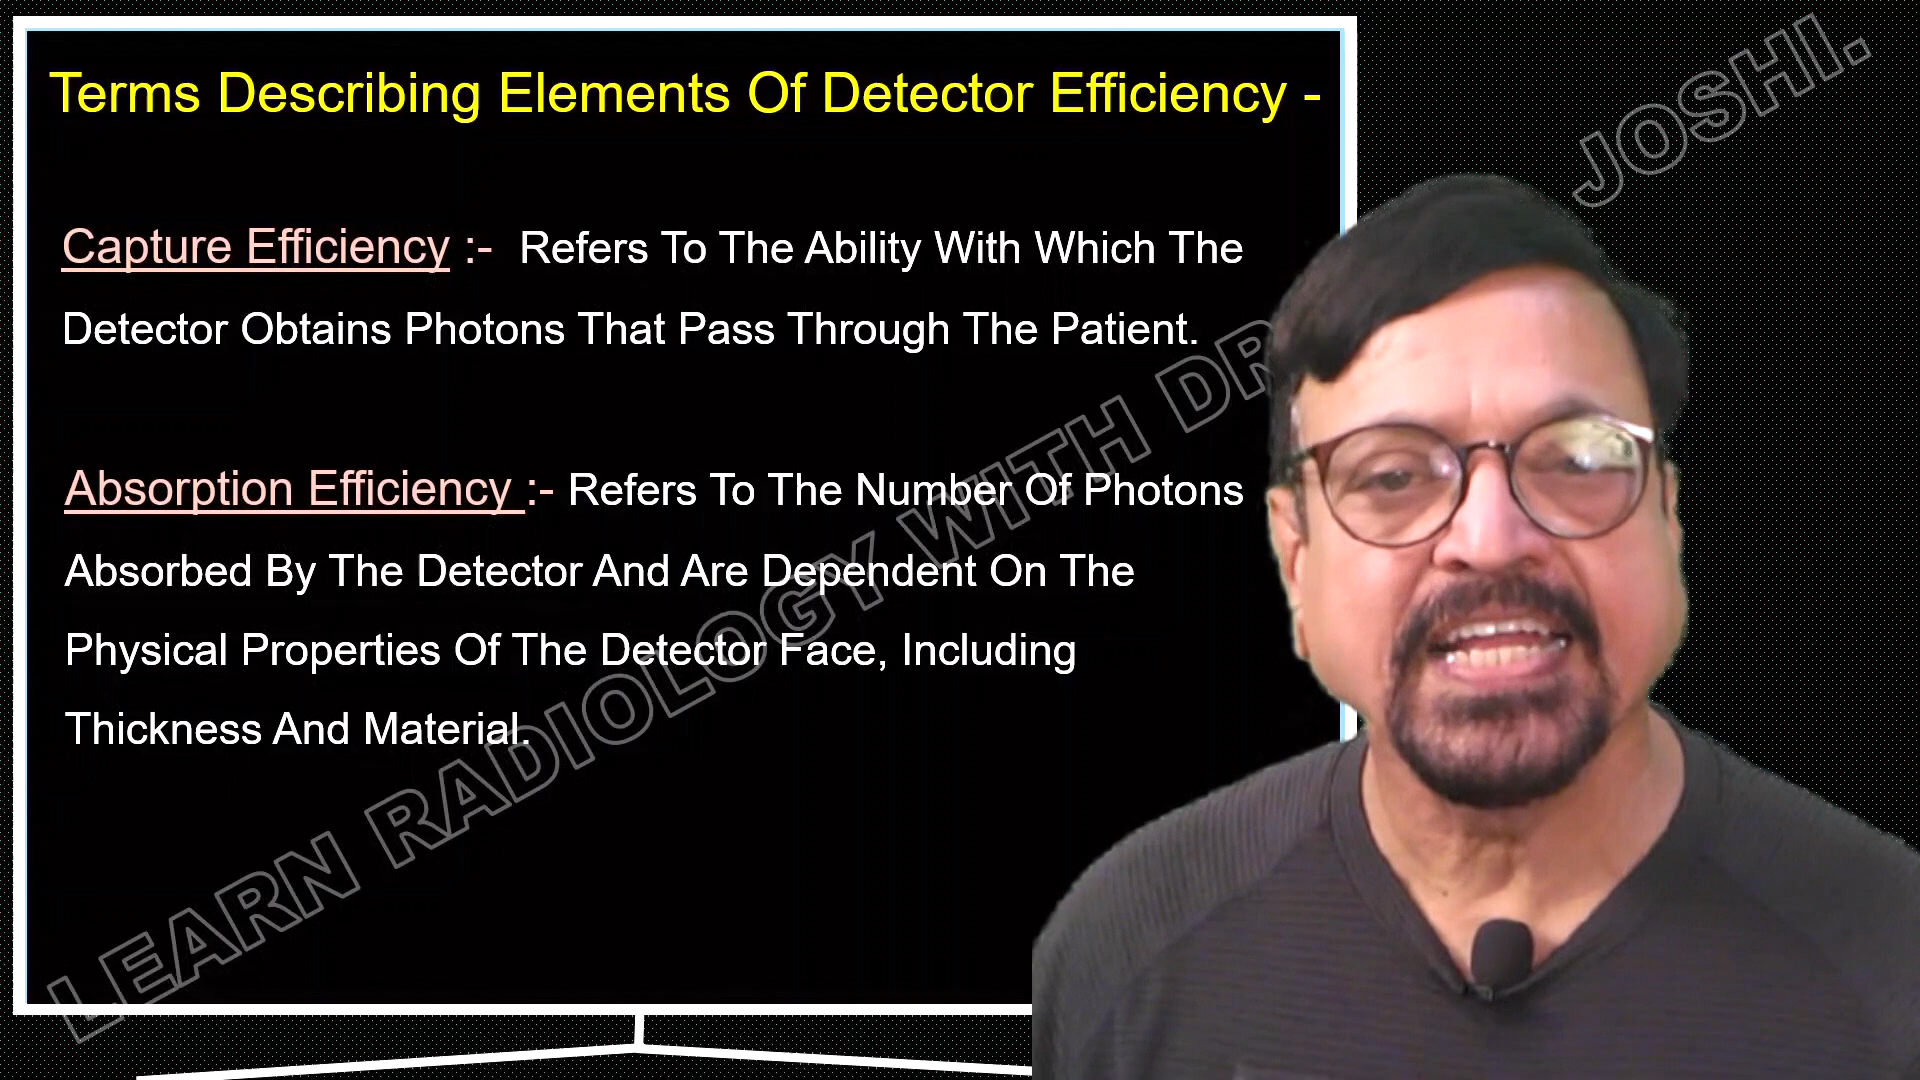 Terms Describing Elements Of Detector Efficiency -
Capture Efficiency :- Refers To The Ability With Which The
Detector Obtains Photons That Pass Through The Patient.
Absorption Efficiency :- Refers To The Number Of Photons
Absorbed By The Detector And Are Dependent On The
Physical Properties Of The Detector Face, Including
Thickness And Material.
LEARN RADIOLOGY WITH DR JOSHI.